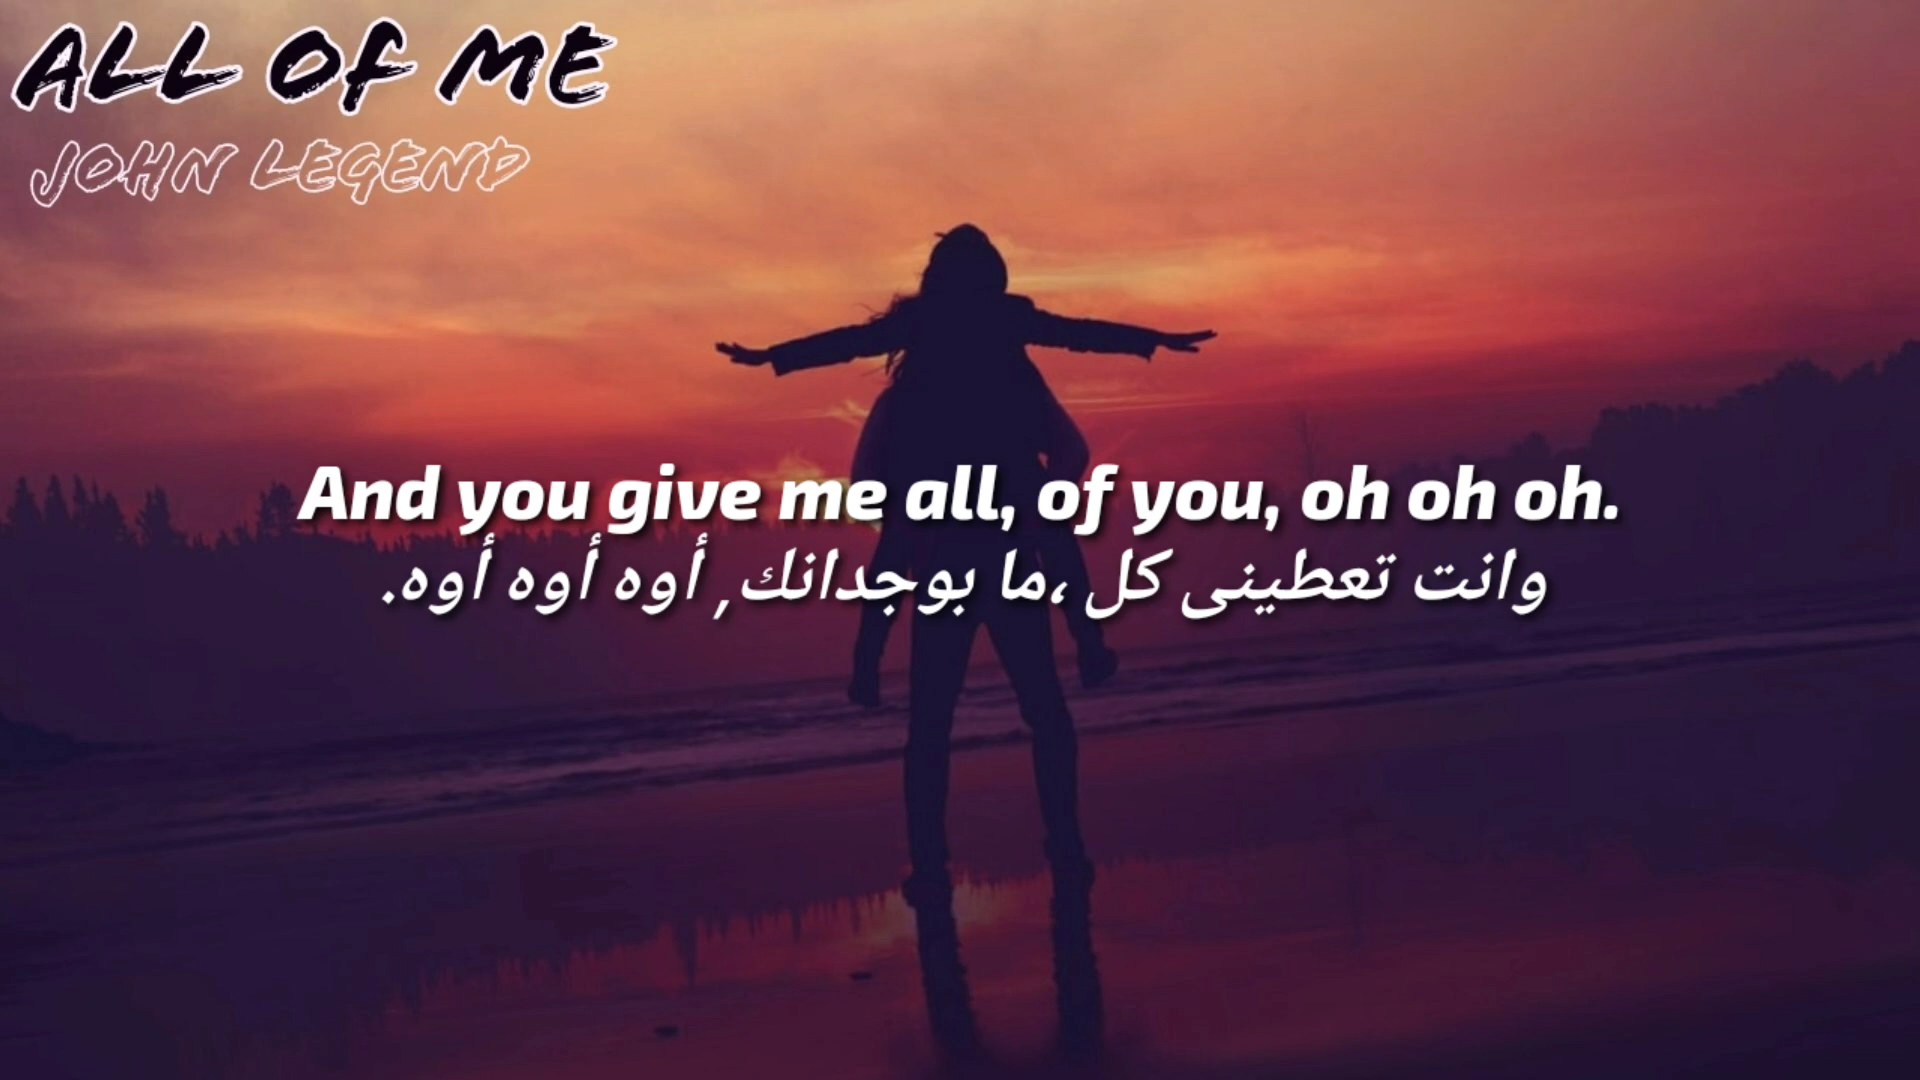 ALL OF ME
JOHN LEGEND
And you give me all, of you, oh oh oh.
وانت تعطينى كل ،ما بوجدانك, أوه أوه أوه.